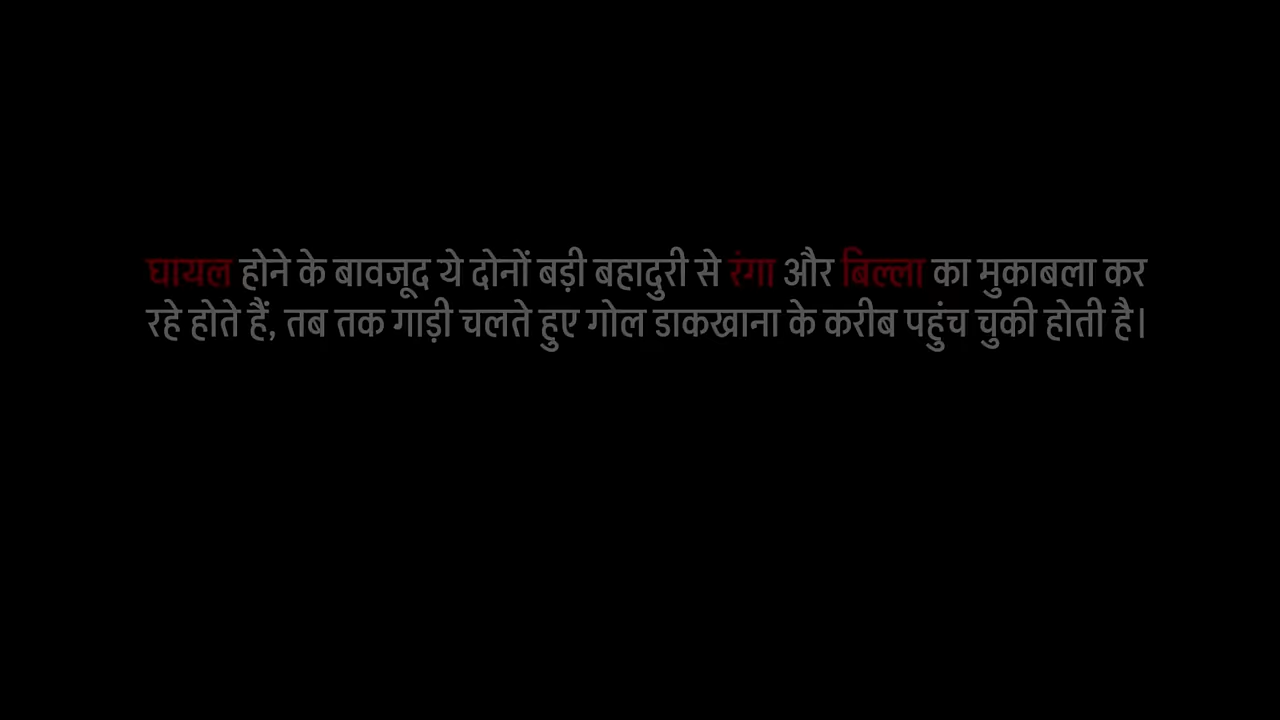 घायल होने के बावजूद ये दोनों बड़ी बहादुरी से रंगा और बिल्ला का मुकाबला कर
रहे होते हैं, तब तक गाड़ी चलते हुए गोल डाकखाना के करीब पहुंच चुकी होती है।